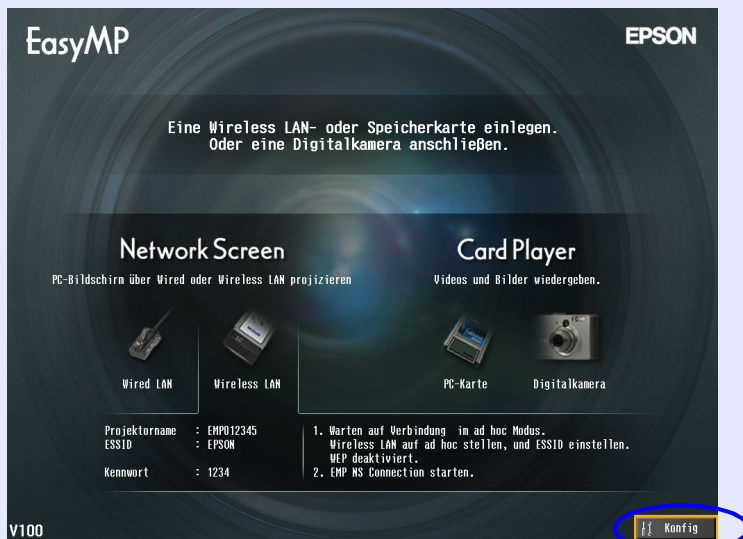 EasyMP
EPSON
Eine Wireless LAN- oder Speicherkarte einlegen.
Oder eine Digitalkamera anschließen.
Network Screen
PC-Bildschirm über Wired oder Wireless LAN projizieren
Wired LAN
Wireless LAN
Card Player
Videos und Bilder wiedergeben.
PC-Karte
Digitalkamera
Projektorname : EMP012345
ESSID : EPSON
Kennwort : 1234
1. Warten auf Verbindung im ad hoc Modus.
Wireless LAN auf ad hoc stellen, und ESSID einstellen.
WEP deaktiviert.
2. EMP NS Connection starten.
V100
Konfig